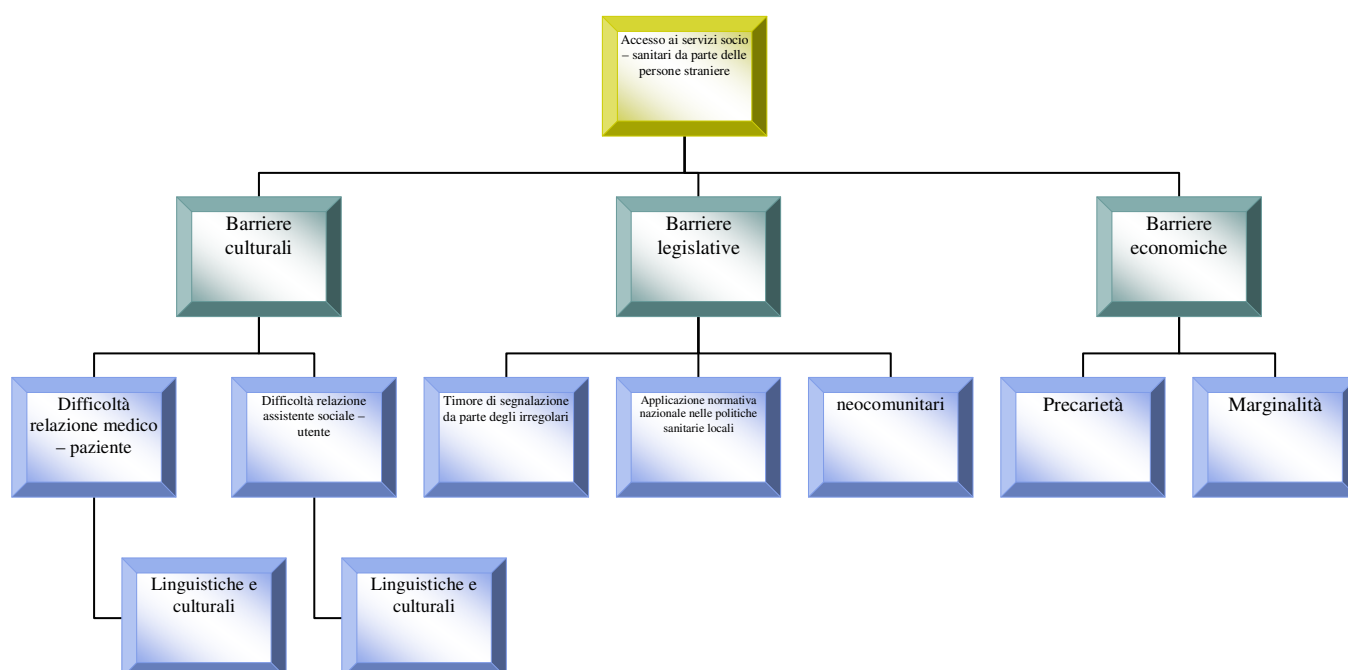 Accesso ai servizi socio
– sanitari da parte delle
persone straniere
Barriere
culturali
Barriere
legislative
Barriere
economiche
Difficoltà
relazione medico
– paziente
Difficoltà relazione
assistente sociale –
utente
Timore di segnalazione
da parte degli irregolari
Applicazione normativa
nazionale nelle politiche
sanitarie locali
neocomunitari
Precarietà
Marginalità
Linguistiche e
culturali
Linguistiche e
culturali